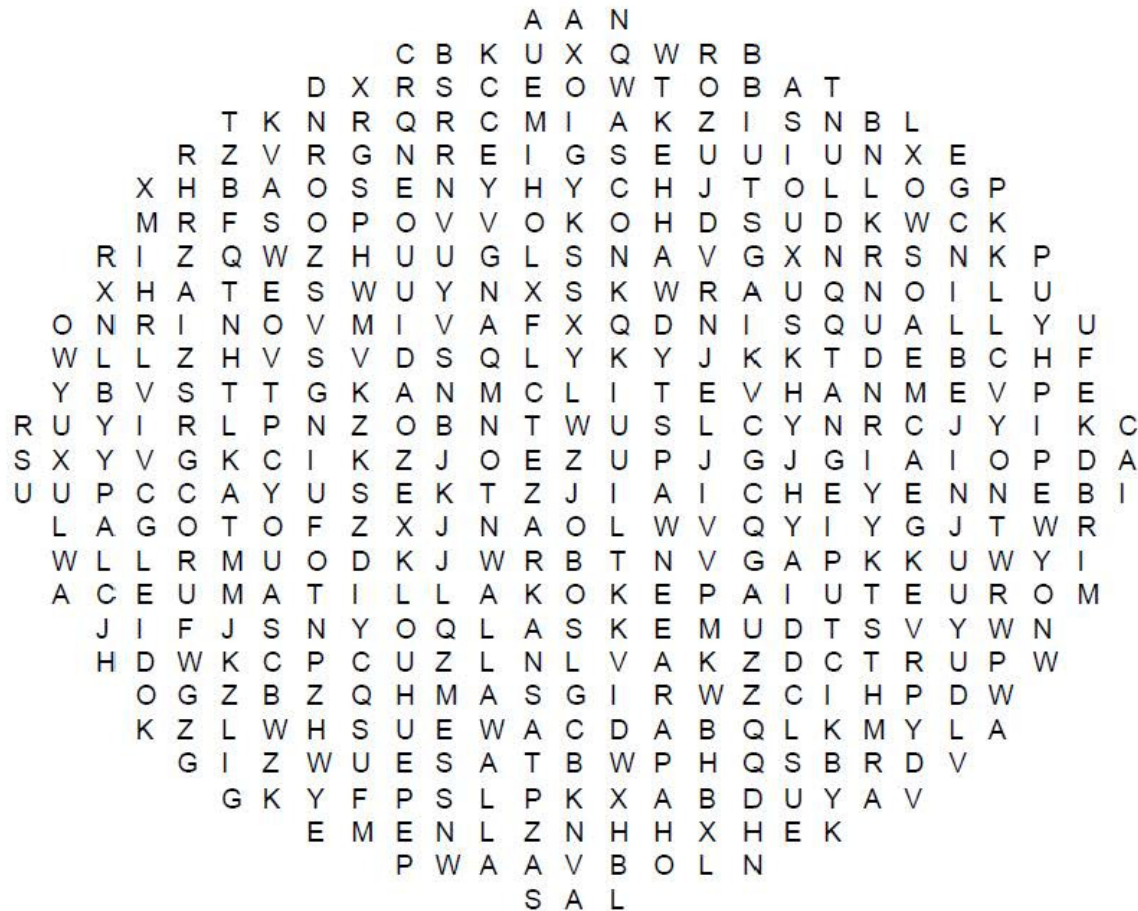 A A N
C B K U X Q W R B
D X R S C E O W T O B A T
T K N R Q R C M I A K Z I S N B L
R Z V R G N R E I G S E U U I U N X E
X H B A O S E N Y H Y C H J T O L L O G P
M R F S O P O V V O K O H D S U D K W C K
R I Z Q W Z H U U G L S N A V G X N R S N K P
X H A T E S W U Y N X S K W R A U Q N O I L U
O N R I N O V M I V A F X Q D N I S Q U A L L Y U
W L L Z H V S V D S Q L Y K Y J K K T D E B C H F
Y B V S T T G K A N M C L I T E V H A N M E V P E
R U Y I R L P N Z O B N T W U S L C Y N R C J Y I K C
S X Y V G K C I K Z J O E Z U P J G J G I A I O P D A
U U P C C A Y U S E K T Z J I A I C H E Y E N N E B I
L A G O T O F Z X J N A O L W V Q Y I Y G J T W R
W L L R M U O D K J W R B T N V G A P K K U W Y I
A C E U M A T I L L A K O K E P A I U T E U R O M
J I F J S N Y O Q L A S K E M U D T S V Y W N
H D W K C P C U Z L N L V A K Z D C T R U P W
O G Z B Z Q H M A S G I R W Z C I H P D W
K Z L W H S U E W A C D A B Q L K M Y L A
G I Z W U E S A T B W P H Q S B R D V
G K Y F P S L P K X A B D U Y A V
E M E N L Z N H H X H E K
P W A A V B O L N
S A L